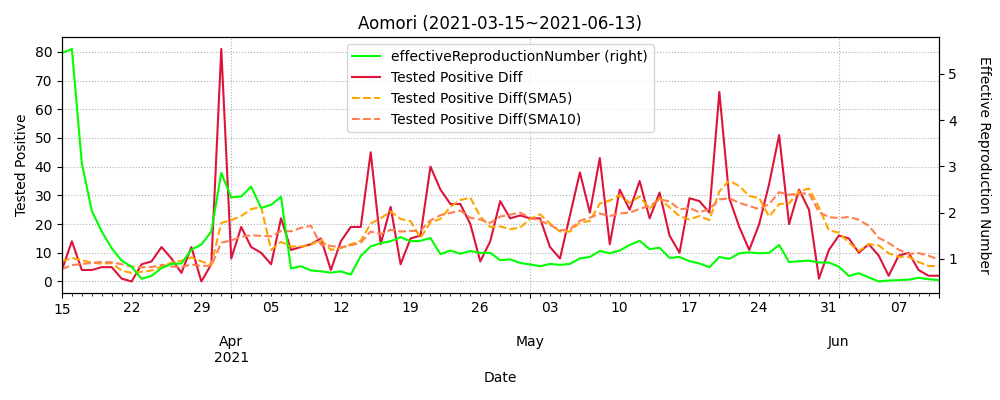 Aomori (2021-03-15~2021-06-13)
effectiveReproductionNumber (right)
Tested Positive Diff
Tested Positive Diff(SMA5)
Tested Positive Diff(SMA10)
Tested Positive
80
70
60
50
40
30
20
10
0
Effective Reproduction Number
5
4
3
2
1
15 22 29 05 12 19 26 03 10 17 24 31 07
Apr May Jun
2021
Date